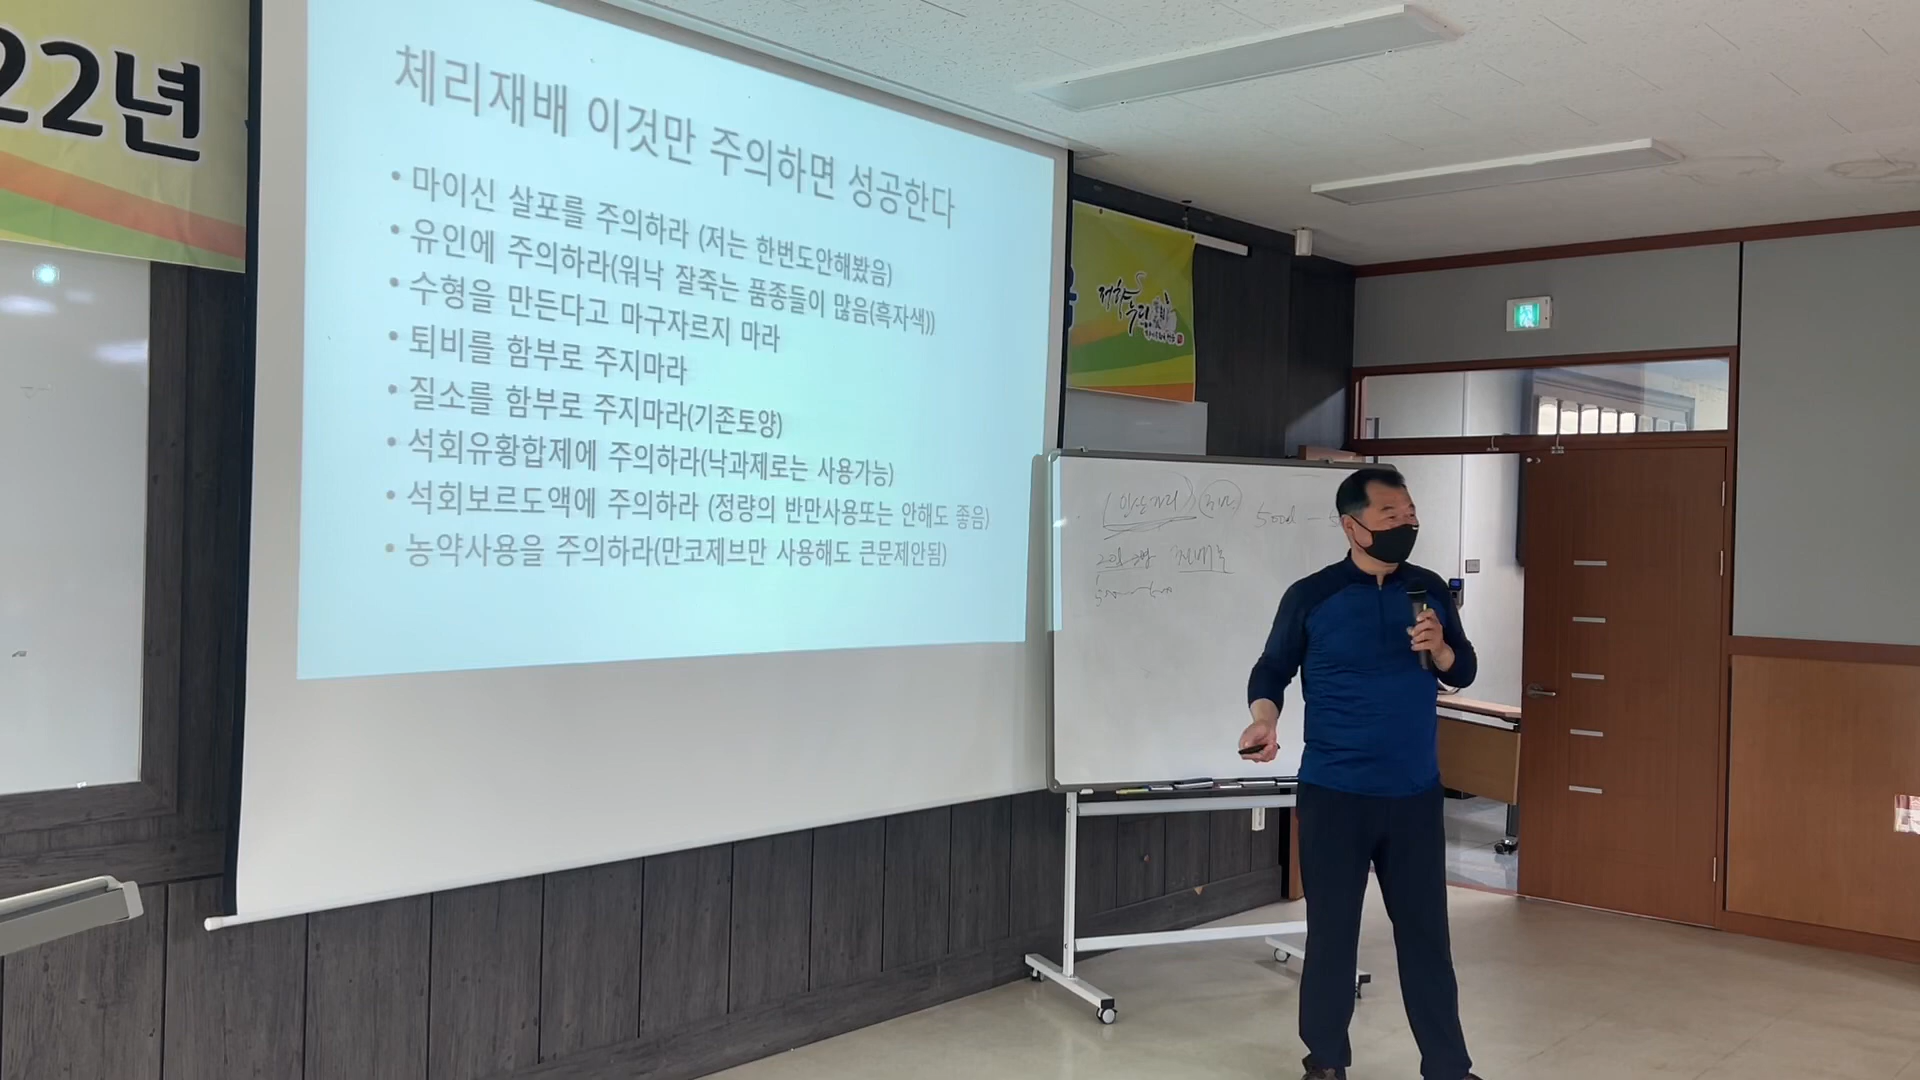 22년
체리재배 이것만 주의하면 성공한다
• 마이신 살포를 주의하라 (저는 한번도안해봤음)
• 유인에 주의하라(워낙 잘죽는 품종들이 많음(흑자색))
• 수형을 만든다고 마구자르지 마라
• 퇴비를 함부로 주지마라
• 질소를 함부로 주지마라(기존토양)
• 석회유황합제에 주의하라(낙과제로는 사용가능)
• 석회보르도액에 주의하라 (정량의 반만사용또는 안해도 좋음)
• 농약사용을 주의하라(만코제브만 사용해도 큰문제안됨)